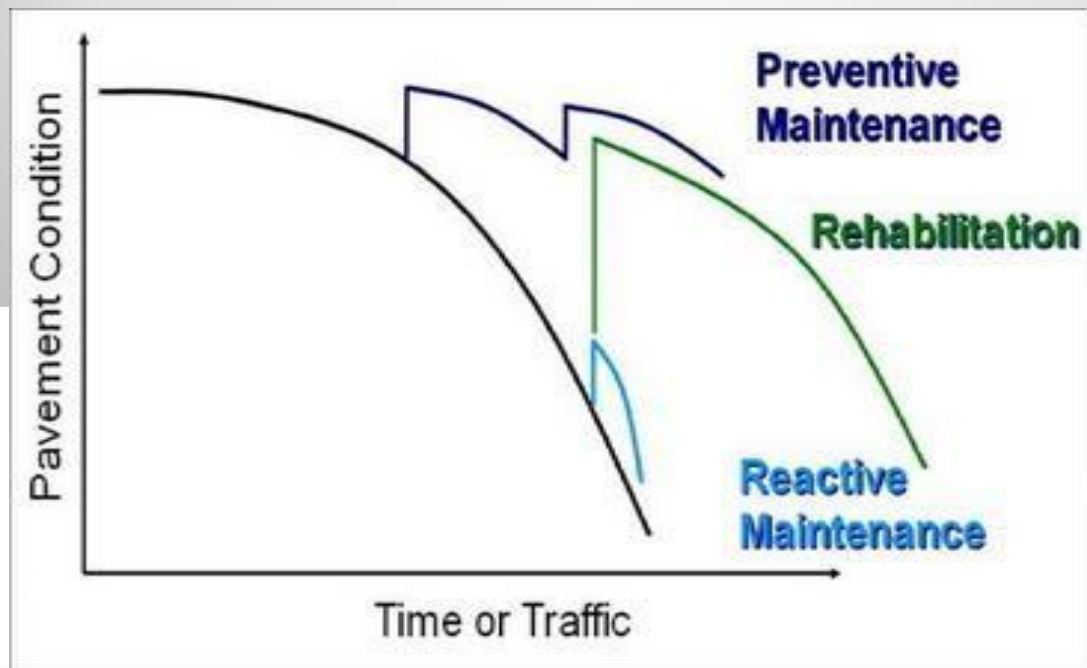 Preventive
Maintenance
Rehabilitation
Reactive
Maintenance
Pavement Condition
Time or Traffic